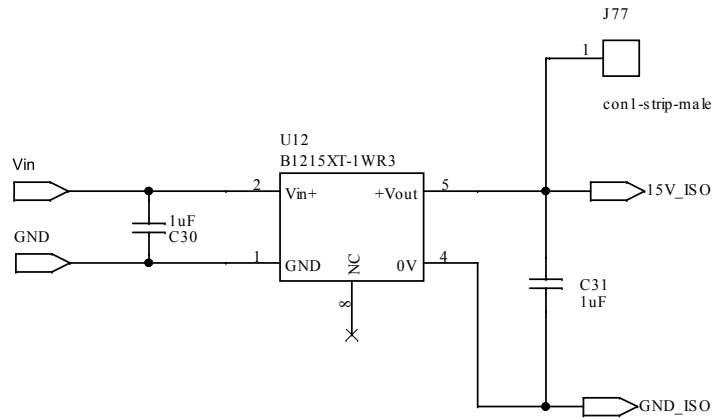 J77
1
con1-strip-male
U12
B1215XT-1WR3
Vin
2
Vin+
+Vout
5
15V_ISO
1uF
C30
GND
1
GND
NC
0V
4
C31
1uF
8
GND_ISO